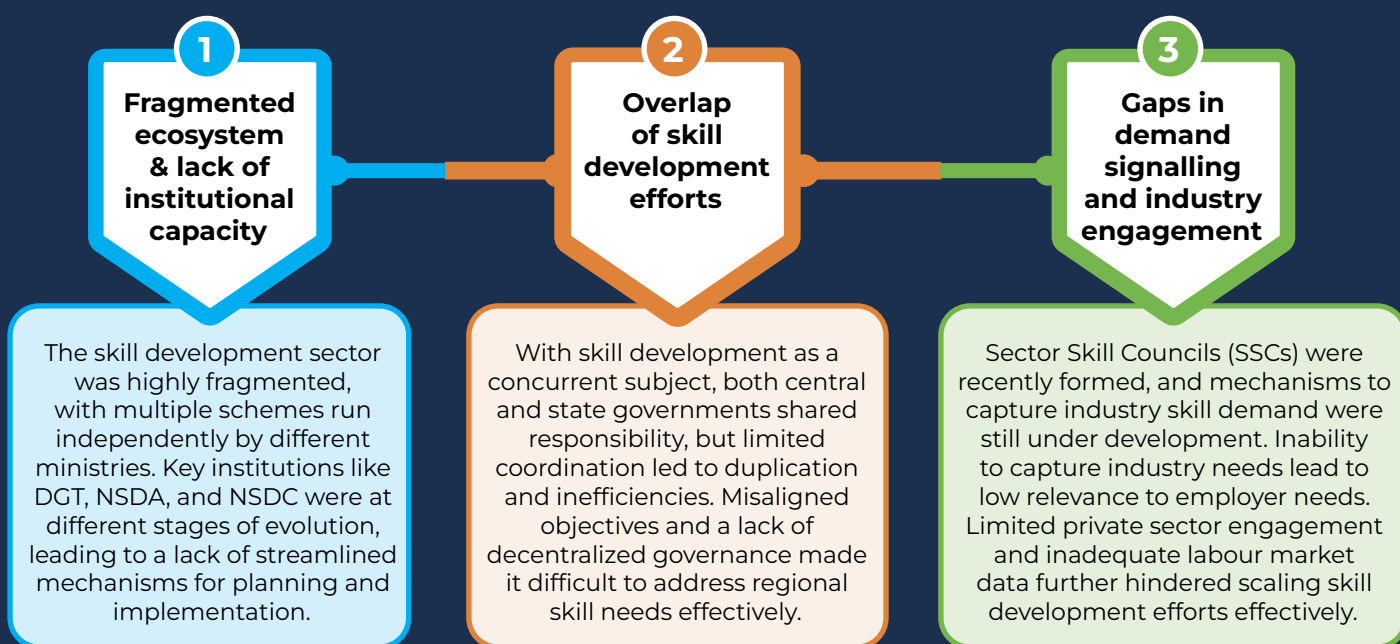 1
Fragmented
ecosystem
& lack of
institutional
capacity
The skill development sector
was highly fragmented,
with multiple schemes run
independently by different
ministries. Key institutions like
DGT, NSDA, and NSDC were at
different stages of evolution,
leading to a lack of streamlined
mechanisms for planning and
implementation.
2
Overlap
of skill
development
efforts
With skill development as a
concurrent subject, both central
and state governments shared
responsibility, but limited
coordination led to duplication
and inefficiencies. Misaligned
objectives and a lack of
decentralized governance made
it difficult to address regional
skill needs effectively.
3
Gaps in
demand
signalling
and industry
engagement
Sector Skill Councils (SSCs) were
recently formed, and mechanisms to
capture industry skill demand were
still under development. Inability
to capture industry needs lead to
low relevance to employer needs.
Limited private sector engagement
and inadequate labour market
data further hindered scaling skill
development efforts effectively.